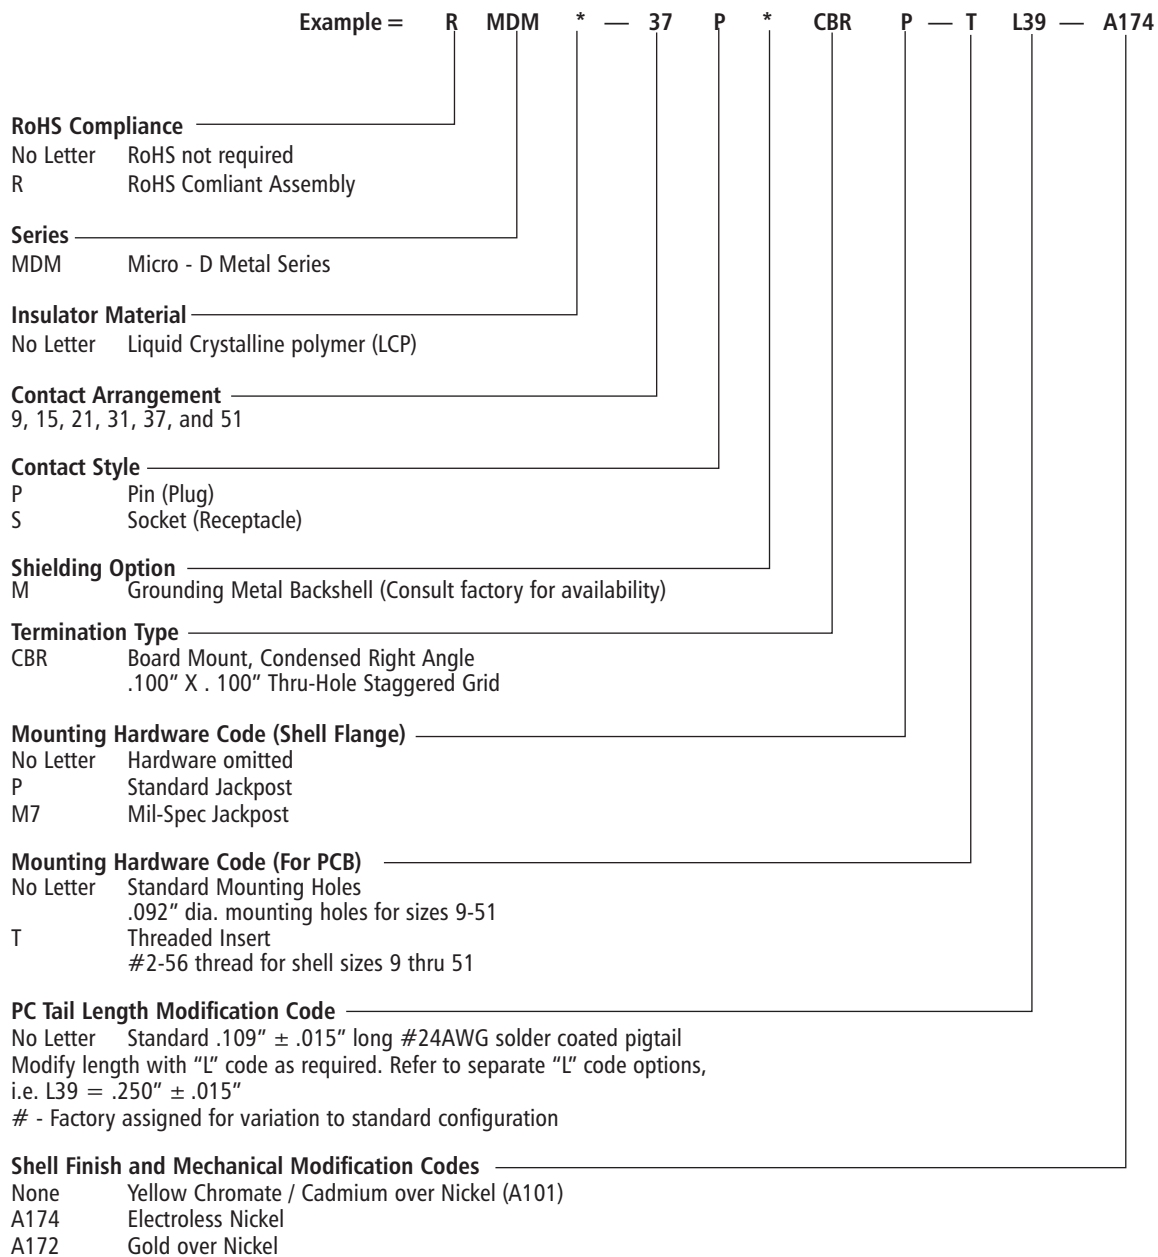 Example = R MDM * — 37 P * CBR P — T L39 — A174
RoHS Compliance
No Letter RoHS not required
R RoHS Comliant Assembly
Series
MDM Micro - D Metal Series
Insulator Material
No Letter Liquid Crystalline polymer (LCP)
Contact Arrangement
9, 15, 21, 31, 37, and 51
Contact Style
P Pin (Plug)
S Socket (Receptacle)
Shielding Option
M Grounding Metal Backshell (Consult factory for availability)
Termination Type
CBR Board Mount, Condensed Right Angle
.100” X . 100” Thru-Hole Staggered Grid
Mounting Hardware Code (Shell Flange)
No Letter Hardware omitted
P Standard Jackpost
M7 Mil-Spec Jackpost
Mounting Hardware Code (For PCB)
No Letter Standard Mounting Holes
.092” dia. mounting holes for sizes 9-51
T Threaded Insert
#2-56 thread for shell sizes 9 thru 51
PC Tail Length Modification Code
No Letter Standard .109” ± .015” long #24AWG solder coated pigtail
Modify length with “L” code as required. Refer to separate “L” code options,
i.e. L39 = .250” ± .015”
# - Factory assigned for variation to standard configuration
Shell Finish and Mechanical Modification Codes
None Yellow Chromate / Cadmium over Nickel (A101)
A174 Electroless Nickel
A172 Gold over Nickel